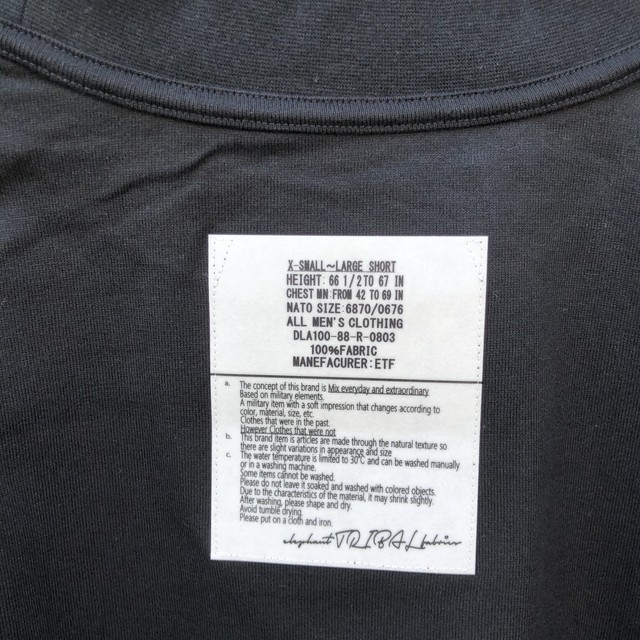 X-SMALL~LARGE SHORT
HEIGHT: 66 1/2 TO 67 IN
CHEST MN: FROM 42 TO 69 IN
NATO SIZE: 6870/0676
ALL MEN'S CLOTHING
DLA100-88-R-0803
100%FABRIC
MANEFACURER: ETF
a. The concept of this brand is Mix everyday and extraordinary
Based on military elements.
A military item with a soft impression that changes according to
color, material, size, etc.
Clothes that were in the past.
However Clothes that were not
b. This brand item is articles are made through the natural texture so
there are slight variations in appearance and size
c. The water temperature is limited to 30℃ and can be washed manually
or in a washing machine.
Some items cannot be washed.
Please do not leave it soaked and washed with colored objects.
Due to the characteristics of the material, it may shrink slightly.
After washing, please shape and dry.
Avoid tumble drying.
Please put on a cloth and iron.
elephant TRIBAL fabrics